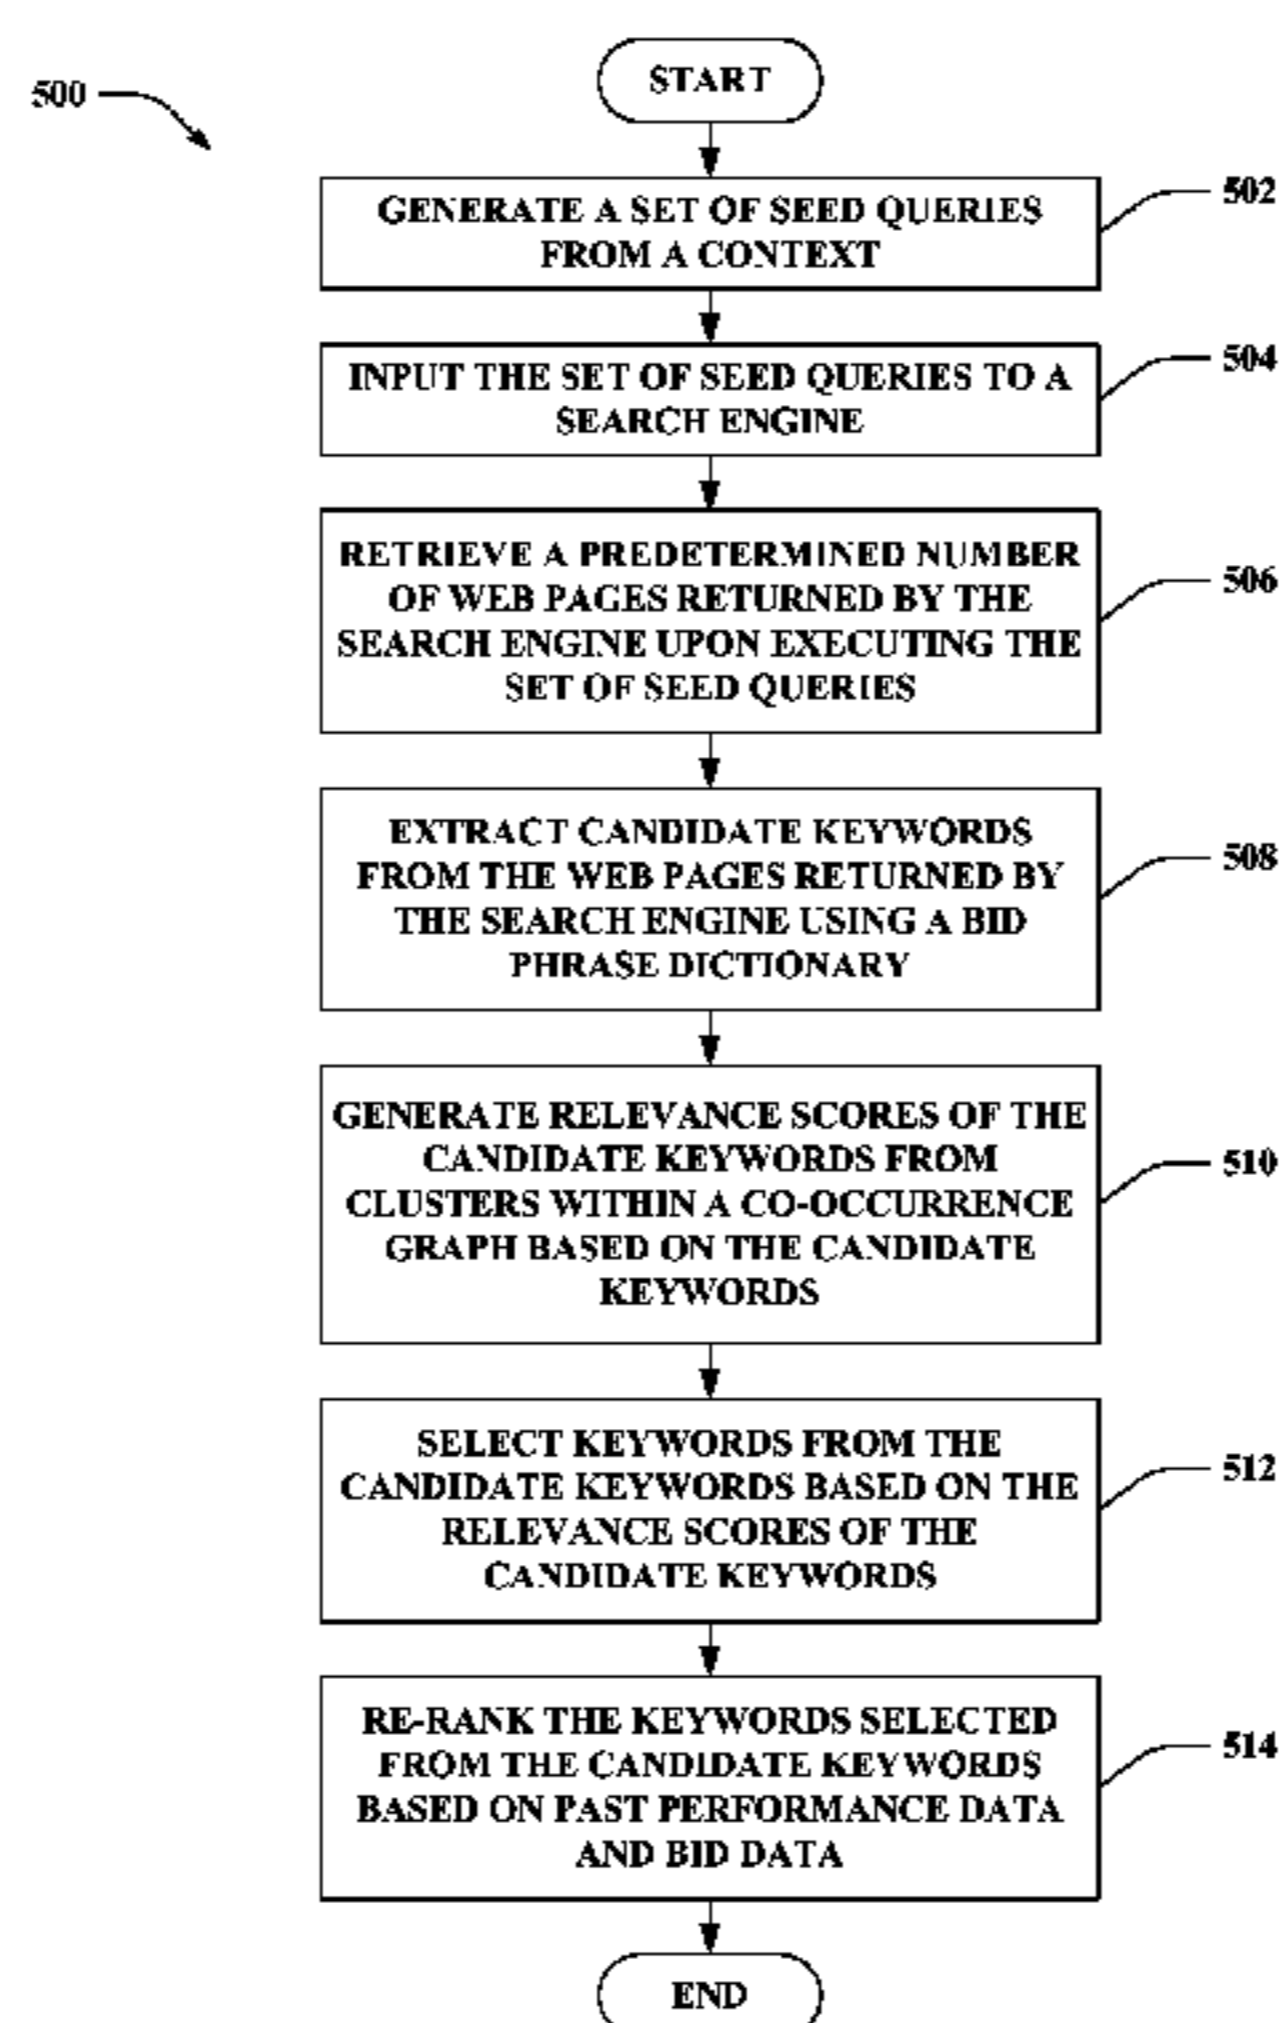 500
START
GENERATE A SET OF SEED QUERIES
FROM A CONTEXT
502
INPUT THE SET OF SEED QUERIES TO A
SEARCH ENGINE
504
RETRIEVE A PREDETERMINED NUMBER
OF WEB PAGES RETURNED BY THE
SEARCH ENGINE UPON EXECUTING THE
SET OF SEED QUERIES
506
EXTRACT CANDIDATE KEYWORDS
FROM THE WEB PAGES RETURNED BY
THE SEARCH ENGINE USING A BID
PHRASE DICTIONARY
508
GENERATE RELEVANCE SCORES OF THE
CANDIDATE KEYWORDS FROM
CLUSTERS WITHIN A CO-OCCURRENCE
GRAPH BASED ON THE CANDIDATE
KEYWORDS
510
SELECT KEYWORDS FROM THE
CANDIDATE KEYWORDS BASED ON THE
RELEVANCE SCORES OF THE
CANDIDATE KEYWORDS
512
RE-RANK THE KEYWORDS SELECTED
FROM THE CANDIDATE KEYWORDS
BASED ON PAST PERFORMANCE DATA
AND BID DATA
514
END